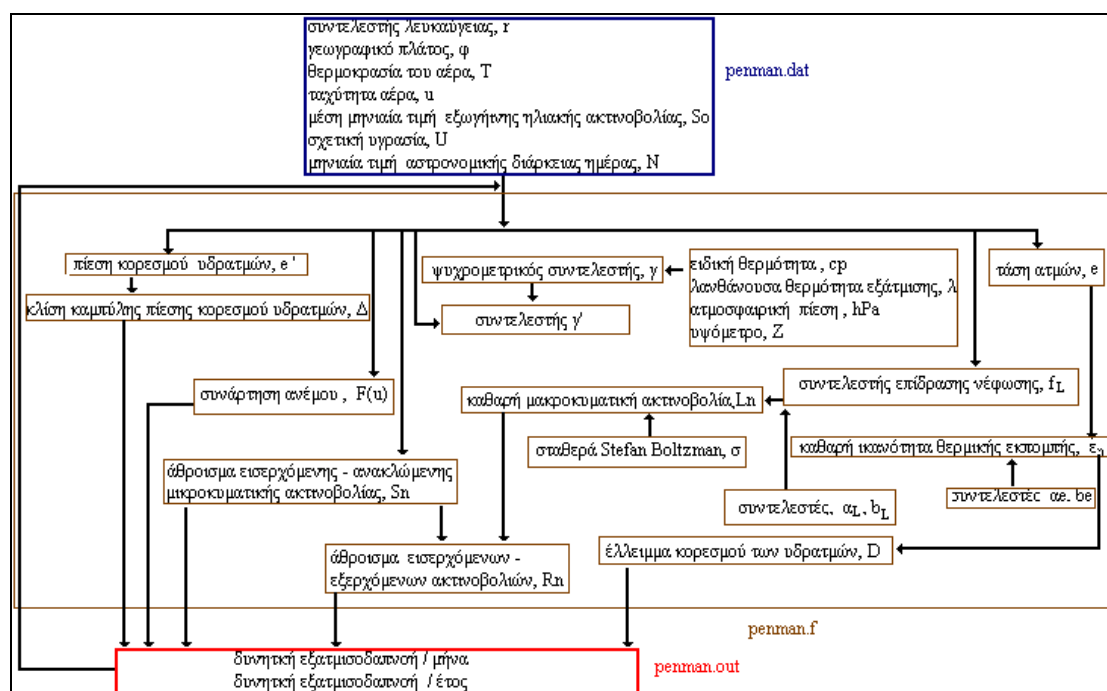 συντελεστής λευκαύγειας, r
γεωγραφικό πλάτος, φ
θερμοκρασία του αέρα, Τ
ταχύτητα αέρα, u
μέση μηνιαία τιμή εξωγήινης ηλιακής ακτινοβολίας, So
σχετική υγρασία, U
μηνιαία τιμή αστρονομικής διάρκειας ημέρας, N
penman.dat
πίεση κορεσμού υδρατμών, e '
κλίση καμπύλης πίεσης κορεσμού υδρατμών, Δ
ψυχρομετρικός συντελεστής, γ
συντελεστής γ'
ειδική θερμότητα , cp
λανθάνουσα θερμότητα εξάτμισης, λ
ατμοσφαιρική πίεση , hPa
υψόμετρο, Z
τάση ατμών, e
συνάρτηση ανέμου , F(u)
καθαρή μακροκυματική ακτινοβολία,Ln
συντελεστής επίδρασης νέφωσης, fL
σταθερά Stefan Boltzman, σ
καθαρή ικανότητα θερμικής εκπομπής,
άθροισμα εισερχόμενης - ανακλώμενης
μικροκυματικής ακτινοβολίας, Sn
συντελεστές, αL, bL
συντελεστές αe, be
άθροισμα εισερχόμενων -
εξερχόμενων ακτινοβολιών, Rn
έλλειμμα κορεσμού των υδρατμών, D
penman.f
δυνητική εξατμισοδαπνοή / μήνα
δυνητική εξατμισοδαπνοή / έτος
penman.out